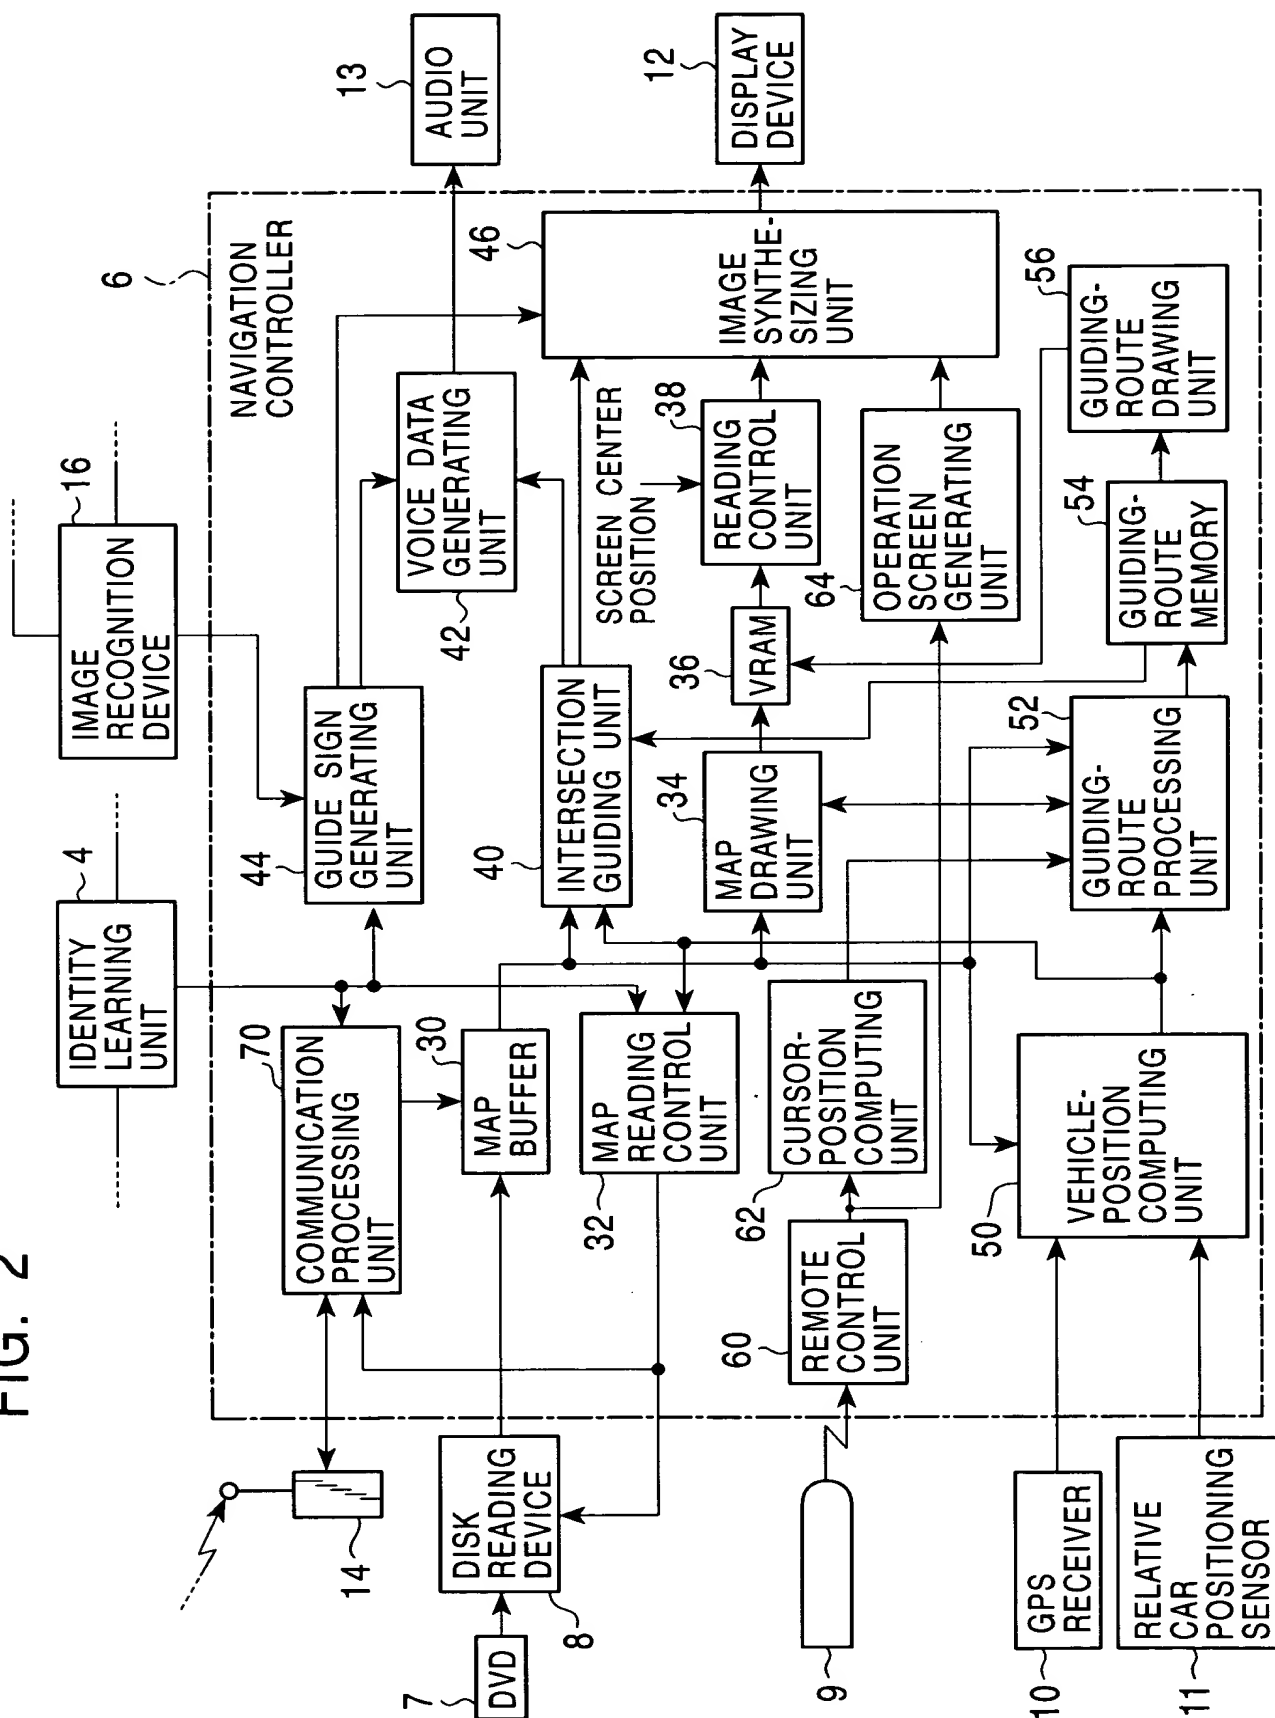 FIG. 2
13
AUDIO
UNIT
12
DISPLAY
DEVICE
6
NAVIGATION
CONTROLLER
46
IMAGE
SYNTHE-
SIZING
UNIT
16
IMAGE
RECOGNITION
DEVICE
4
IDENTITY
LEARNING
UNIT
44
GUIDE SIGN
GENERATING
UNIT
42
VOICE DATA
GENERATING
UNIT
SCREEN CENTER
POSITION
38
READING
CONTROL
UNIT
64
OPERATION
SCREEN
GENERATING
UNIT
56
GUIDING-
ROUTE
DRAWING
UNIT
54
GUIDING-
ROUTE
MEMORY
40
INTERSECTION
GUIDING UNIT
36
VRAM
34
MAP
DRAWING
UNIT
52
GUIDING-
ROUTE
PROCESSING
UNIT
70
COMMUNICATION
PROCESSING
UNIT
30
MAP
BUFFER
32
MAP
READING
CONTROL
UNIT
62
CURSOR-
POSITION
COMPUTING
UNIT
50
VEHICLE-
POSITION
COMPUTING
UNIT
60
REMOTE
CONTROL
UNIT
14
7
DVD
8
DISK
READING
DEVICE
9
10
GPS
RECEIVER
11
RELATIVE
CAR
POSITIONING
SENSOR